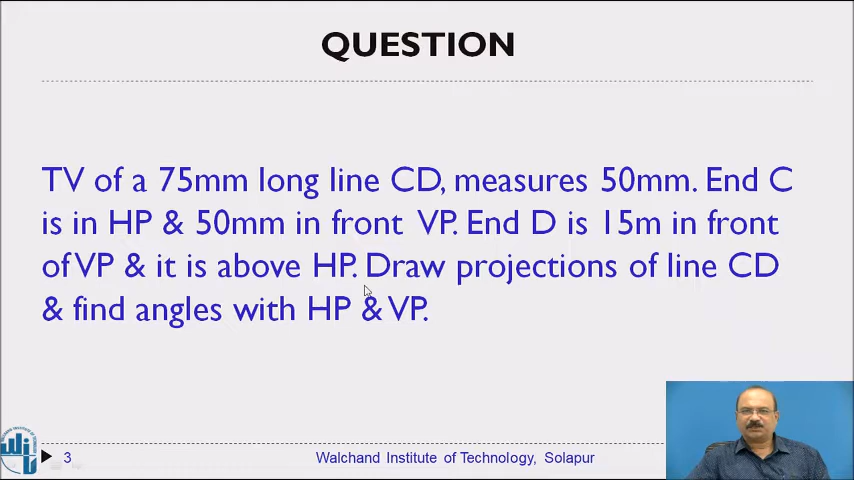 QUESTION
TV of a 75mm long line CD, measures 50mm. End C
is in HP & 50mm in front VP. End D is 15m in front
of VP & it is above HP. Draw projections of line CD
& find angles with HP & VP.
3
Walchand Institute of Technology, Solapur